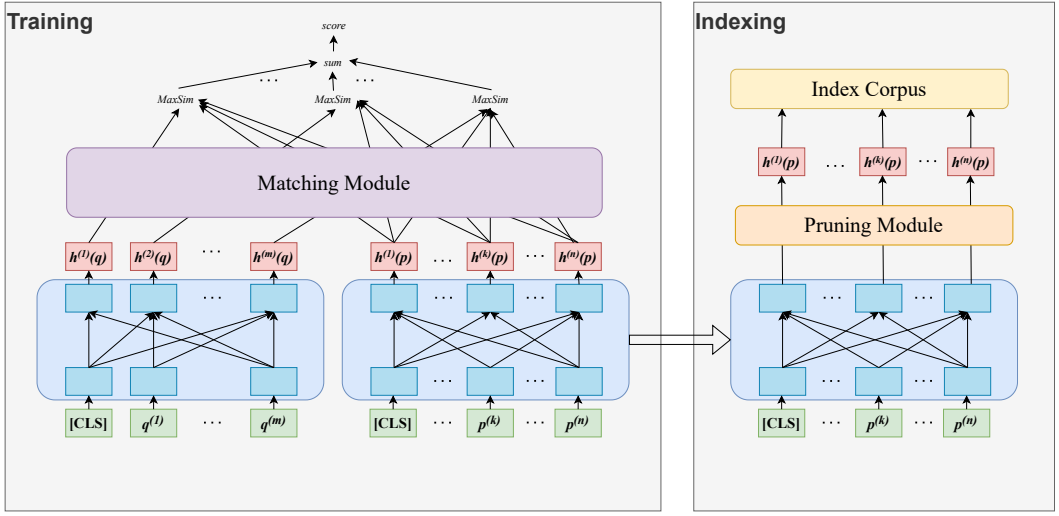 Training
score
sum
... ...
MaxSim MaxSim MaxSim
Matching Module
h(1)(q) h(2)(q) ... h(m)(q) h(1)(p) ... h(k)(p) ... h(n)(p)
... ... ...
... ... ...
[CLS] q(1) ... q(m) [CLS] ... p(k) ... p(n)
Indexing
Index Corpus
h(1)(p) ... h(k)(p) ... h(n)(p)
Pruning Module
... ...
... ...
[CLS] ... p(k) ... p(n)